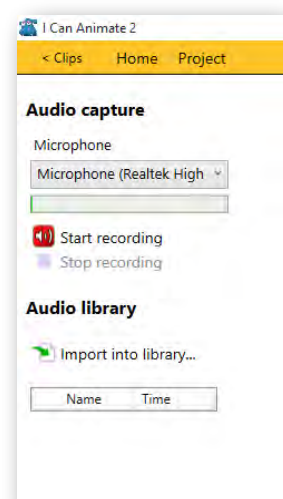 I Can Animate 2
< Clips Home Project
Audio capture
Microphone
Microphone (Realtek High
Start recording
Stop recording
Audio library
Import into library...
Name Time